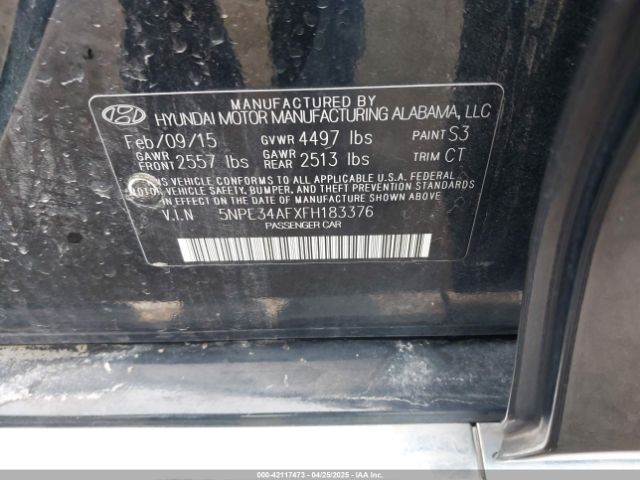 MANUFACTURED BY
HYUNDAI MOTOR MANUFACTURING ALABAMA, LLC
Feb/09/15 GVWR 4497 lbs PAINT S3
GAWR FRONT 2557 lbs GAWR REAR 2513 lbs TRIM CT
THIS VEHICLE CONFORMS TO ALL APPLICABLE U.S.A. FEDERAL
MOTOR VEHICLE SAFETY, BUMPER, AND THEFT PREVENTION
STANDARDS IN EFFECT ON THE DATE OF MANUFACTURE SHOWN ABOVE.
V.I.N 5NPE34AFXFH183376
PASSENGER CAR
000-42117473 - 04/25/2025 - IAAI.COM